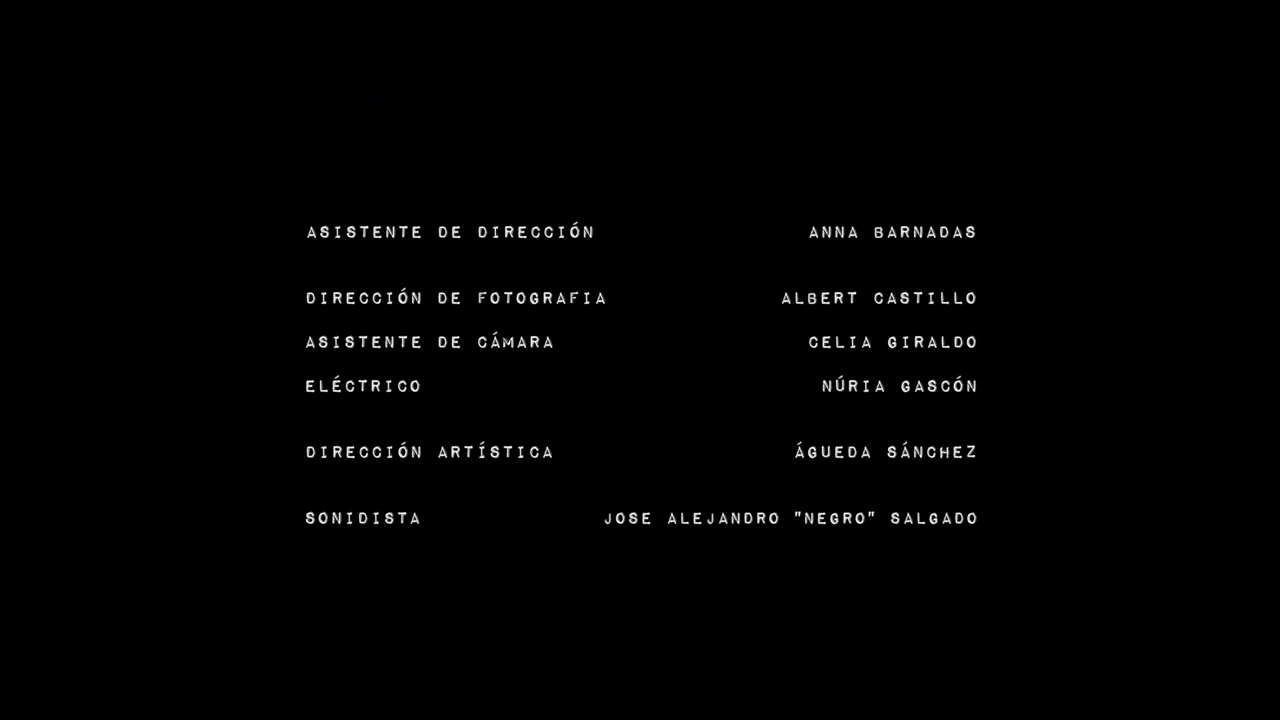 ASISTENTE DE DIRECCIÓN ANNA BARNADAS
DIRECCIÓN DE FOTOGRAFIA ALBERT CASTILLO
ASISTENTE DE CÁMARA CELIA GIRALDO
ELÉCTRICO NÚRIA GASCÓN
DIRECCIÓN ARTÍSTICA ÁGUEDA SÁNCHEZ
SONIDISTA JOSE ALEJANDRO "NEGRO" SALGADO